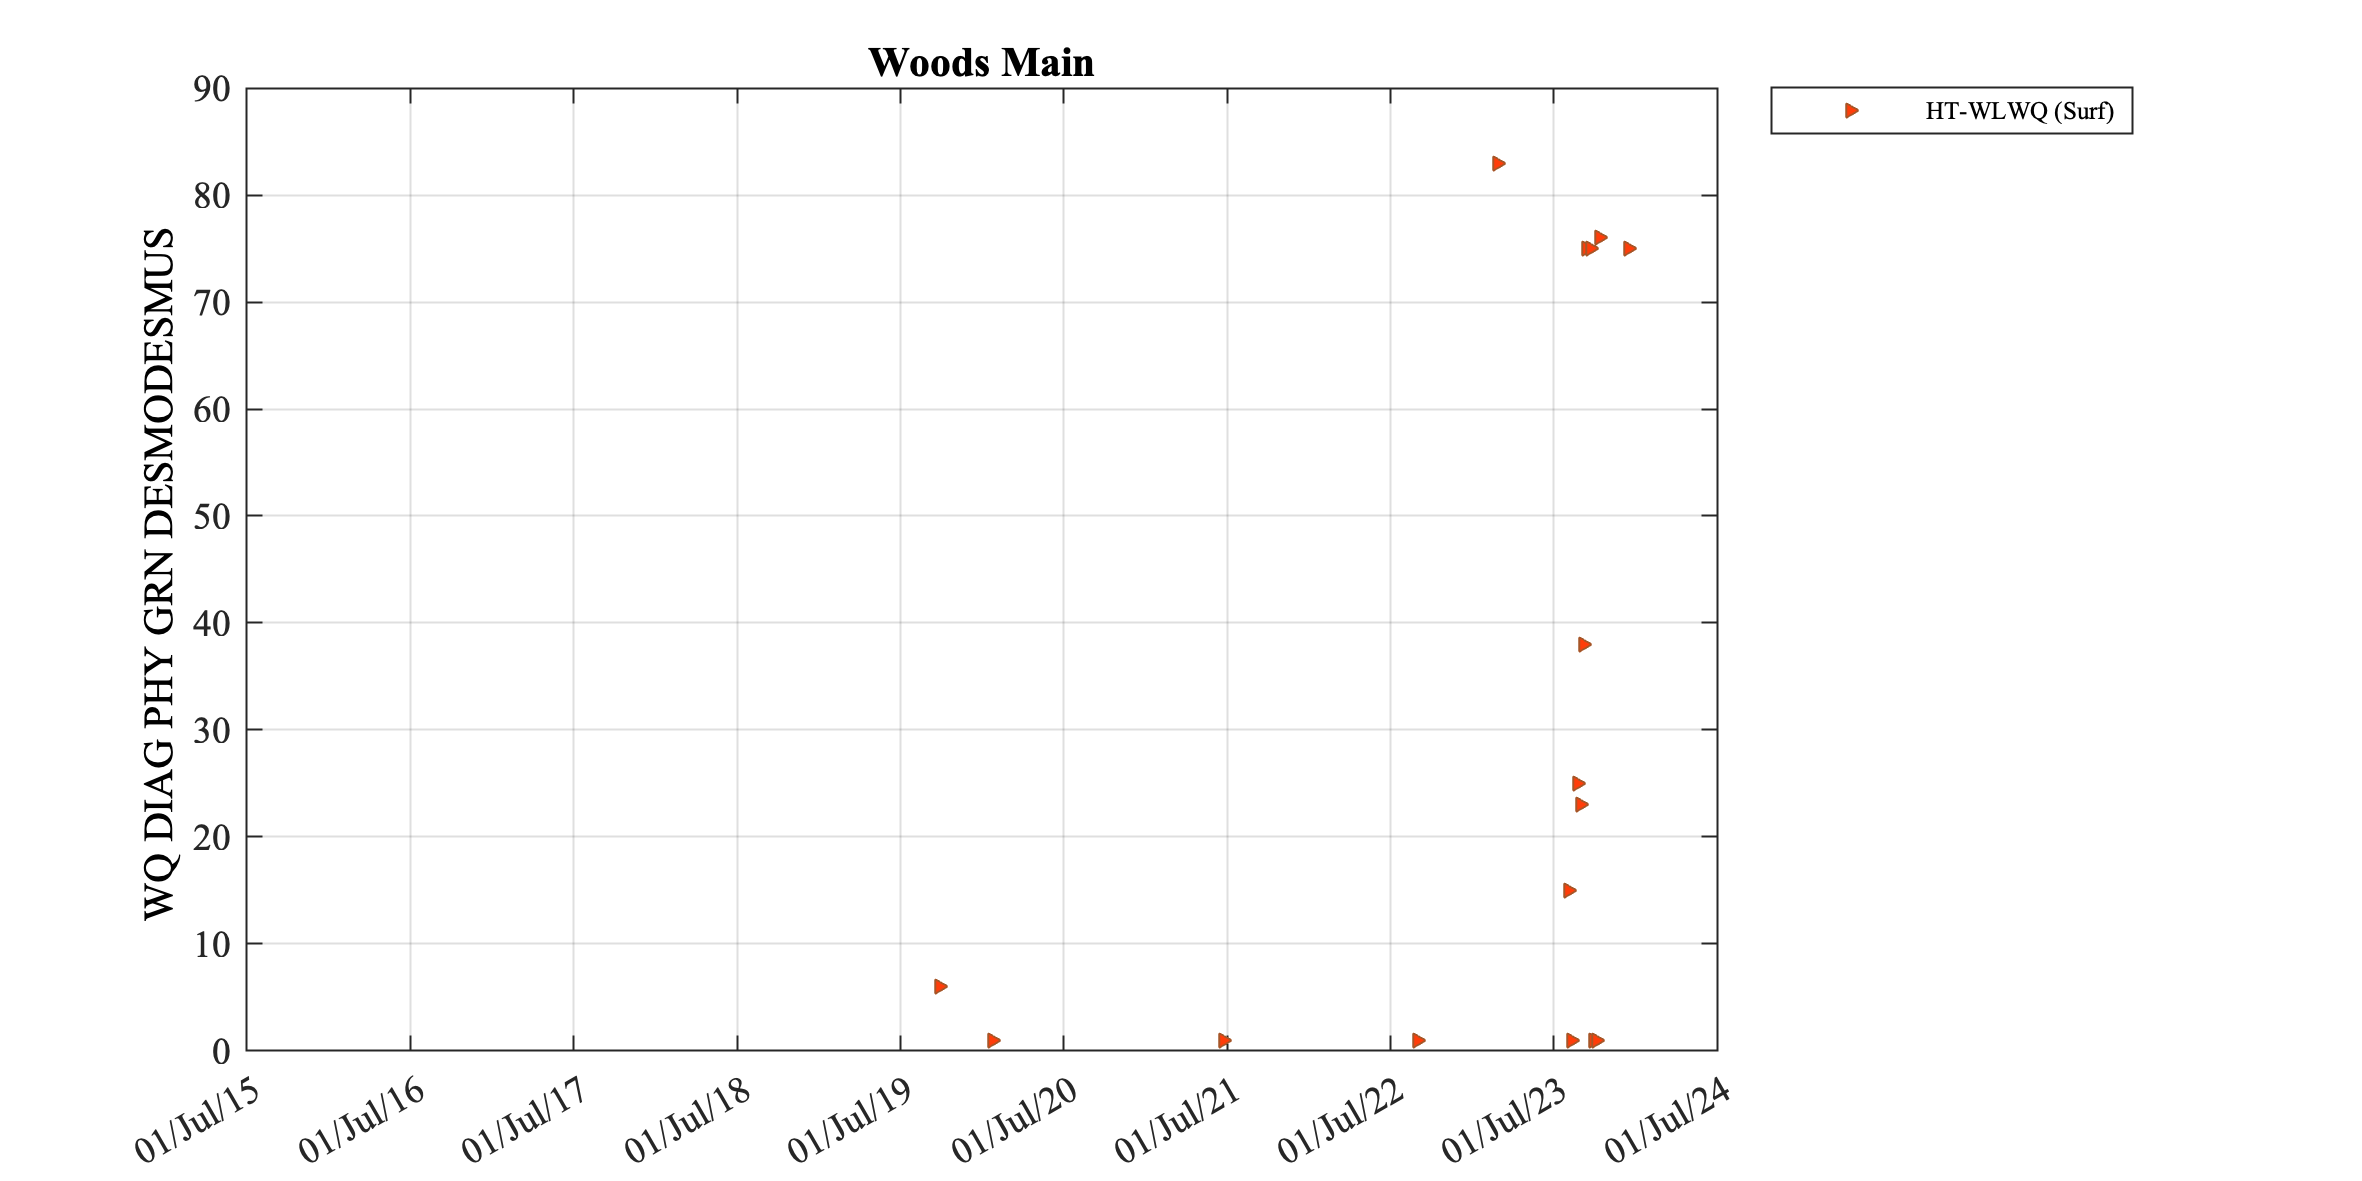 Woods Main
HT-WLWQ (Surf)
WQ DIAG PHY GRN DESMODESMUS
90
80
70
60
50
40
30
20
10
0
01/Jul/15
01/Jul/16
01/Jul/17
01/Jul/18
01/Jul/19
01/Jul/20
01/Jul/21
01/Jul/22
01/Jul/23
01/Jul/24